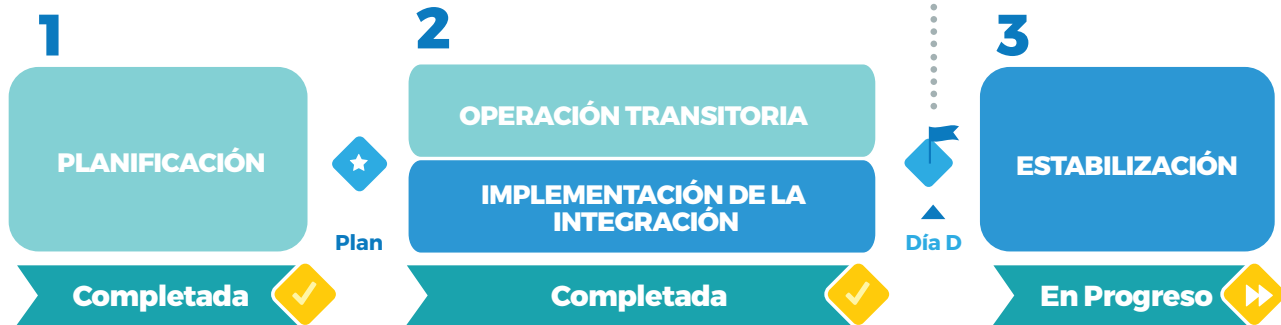 1
2
3
PLANIFICACIÓN
OPERACIÓN TRANSITORIA
IMPLEMENTACIÓN DE LA
INTEGRACIÓN
ESTABILIZACIÓN
Plan
Día D
Completada
Completada
En Progreso